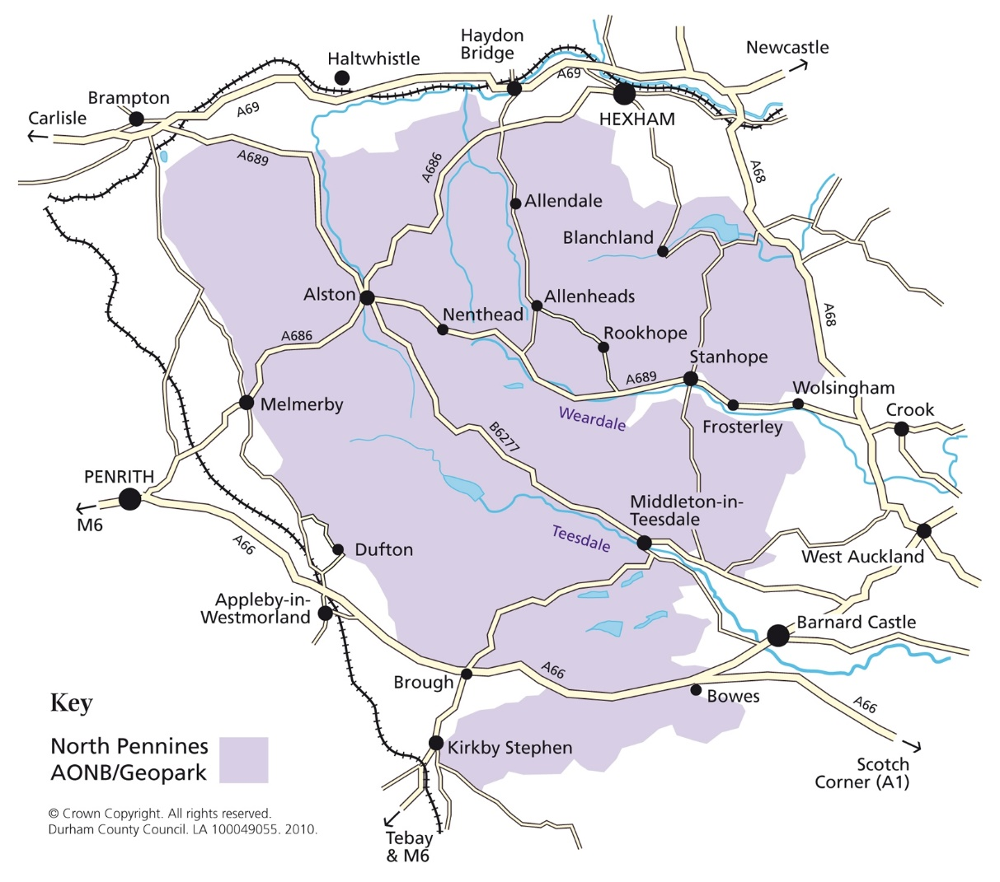 Haydon
Bridge
Newcastle
Haltwhistle
A69
Brampton
A69
Carlisle
HEXHAM
A689
A686
A68
Allendale
Blanchland
Alston
Allenheads
Nenthead
A68
A686
Rookhope
Stanhope
A689
Wolsingham
Melmerby
Crook
Weardale
Frosterley
B6277
PENRITH
M6
Middleton-in-
Teesdale
A66
Teesdale
Dufton
West Auckland
Appleby-in-
Westmorland
Barnard Castle
A66
Brough
Bowes
A66
Key
North Pennines
AONB/Geopark
Kirkby Stephen
Scotch
Corner (A1)
© Crown Copyright. All rights reserved.
Durham County Council. LA 100049055. 2010.
Tebay
& M6